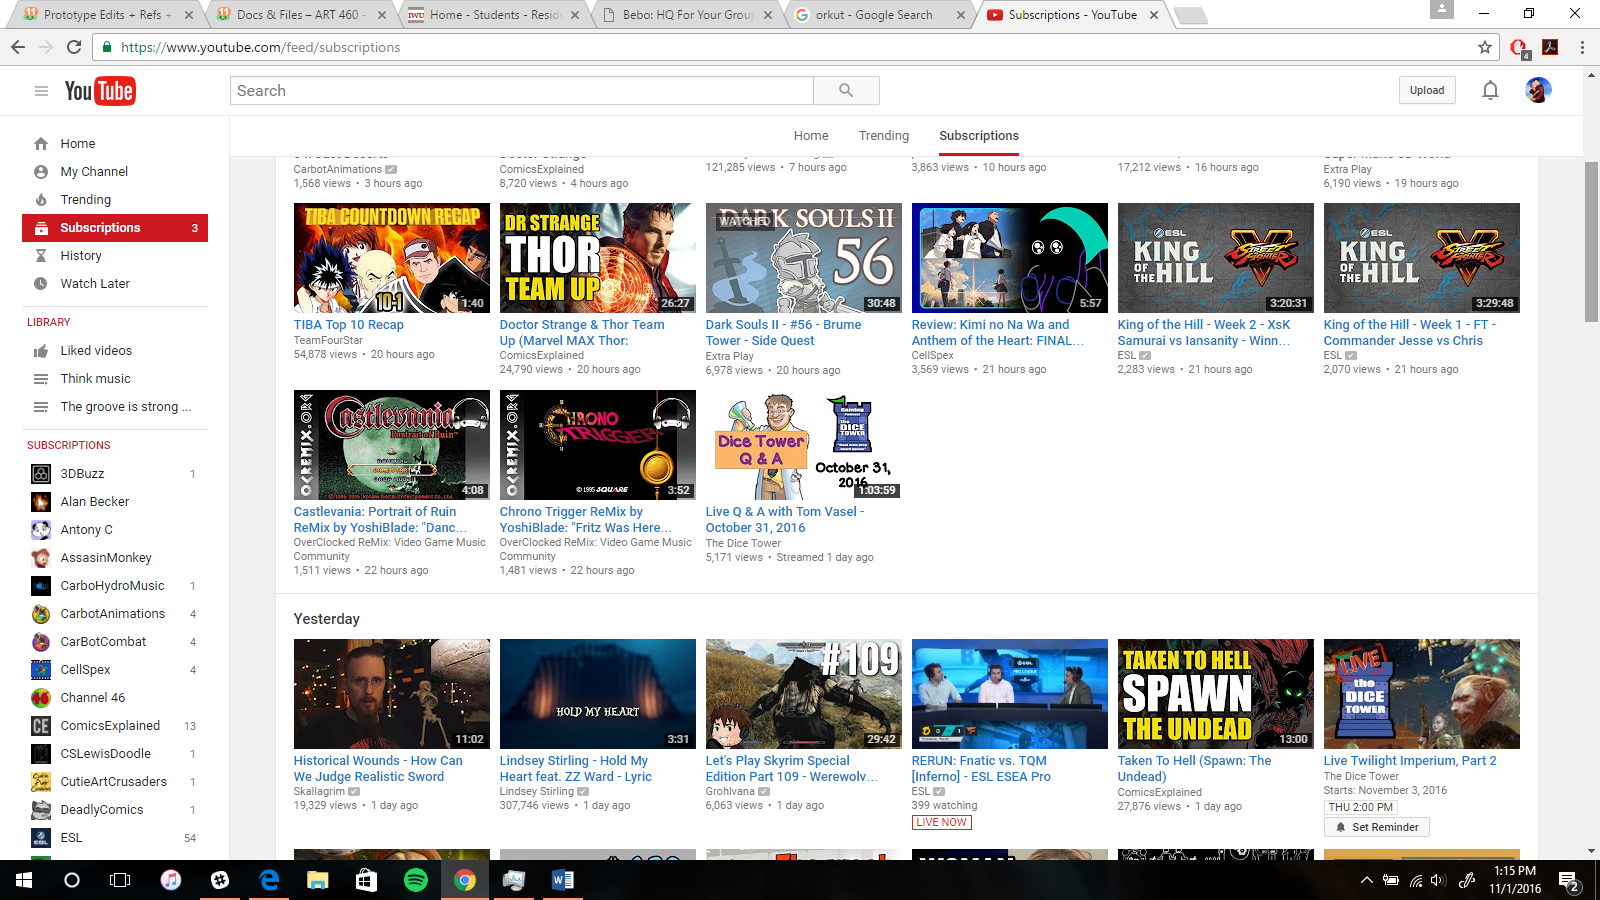 Prototype Edits + Refs +
Docs & Files – ART 460 -
IWU Home - Students - Resid
Bebo: HQ For Your Group
orkut - Google Search
Subscriptions - YouTube
https://www.youtube.com/feed/subscriptions
4
YouTube
Search
Upload
Home
Trending
Subscriptions
Home
My Channel
Trending
Subscriptions 3
History
Watch Later
LIBRARY
Liked videos
Think music
The groove is strong ...
SUBSCRIPTIONS
3DBuzz 1
Alan Becker
Antony C
AssasinMonkey
CarboHydroMusic 1
CarbotAnimations 4
CarBotCombat 4
CellSpex 4
Channel 46
CE ComicsExplained 13
CSLewisDoodle 1
CutieArtCrusaders 1
DeadlyComics 1
ESL 54
CarbotAnimations
1,568 views • 3 hours ago
Doctor Strange
ComicsExplained
8,720 views • 4 hours ago
121,285 views • 7 hours ago
3,863 views • 10 hours ago
17,212 views • 16 hours ago
Super Mario 3D World
Extra Play
6,190 views • 19 hours ago
TIBA COUNTDOWN RECAP
10-1
1:40
TIBA Top 10 Recap
TeamFourStar
54,878 views • 20 hours ago
DR STRANGE
THOR
TEAM UP
26:27
Doctor Strange & Thor Team
Up (Marvel MAX Thor:
ComicsExplained
24,790 views • 20 hours ago
DARK SOULS II
WATCHED
56
30:48
Dark Souls II - #56 - Brume
Tower - Side Quest
Extra Play
6,978 views • 20 hours ago
5:57
Review: Kimi no Na Wa and
Anthem of the Heart: FINAL...
CellSpex
3,569 views • 21 hours ago
ESL
KING
OF THE HILL
STREET FIGHTER V
3:20:31
King of the Hill - Week 2 - XsK
Samurai vs Iansanity - Winn...
ESL
2,283 views • 21 hours ago
ESL
KING
OF THE HILL
STREET FIGHTER V
3:29:48
King of the Hill - Week 1 - FT -
Commander Jesse vs Chris
ESL
2,070 views • 21 hours ago
OCREMIX.ORG
Castlevania
Portrait of Ruin
4:08
Castlevania: Portrait of Ruin
ReMix by YoshiBlade: "Danc...
OverClocked ReMix: Video Game Music
Community
1,511 views • 22 hours ago
OCREMIX.ORG
CHRONO
TRIGGER
© 1995 SQUARE
3:52
Chrono Trigger ReMix by
YoshiBlade: "Fritz Was Here...
OverClocked ReMix: Video Game Music
Community
1,481 views • 22 hours ago
Dice Tower
Q & A
the
DICE
TOWER
October 31,
2016
1:03:59
Live Q & A with Tom Vasel -
October 31, 2016
The Dice Tower
5,171 views • Streamed 1 day ago
Yesterday
11:02
Historical Wounds - How Can
We Judge Realistic Sword
Skallagrim
19,329 views • 1 day ago
HOLD MY HEART
3:31
Lindsey Stirling - Hold My
Heart feat. ZZ Ward - Lyric
Lindsey Stirling
307,746 views • 1 day ago
#109
29:42
Let's Play Skyrim Special
Edition Part 109 - Werewolv...
Grohlvana
6,063 views • 1 day ago
ESL
PRO LEAGUE
RERUN: Fnatic vs. TQM
[Inferno] - ESL ESEA Pro
ESL
399 watching
LIVE NOW
TAKEN TO HELL
SPAWN
THE UNDEAD
13:00
Taken To Hell (Spawn: The
Undead)
ComicsExplained
27,876 views • 1 day ago
LIVE
the
DICE
TOWER
Live Twilight Imperium, Part 2
The Dice Tower
Starts: November 3, 2016
THU 2:00 PM
Set Reminder
1:15 PM
11/1/2016
2